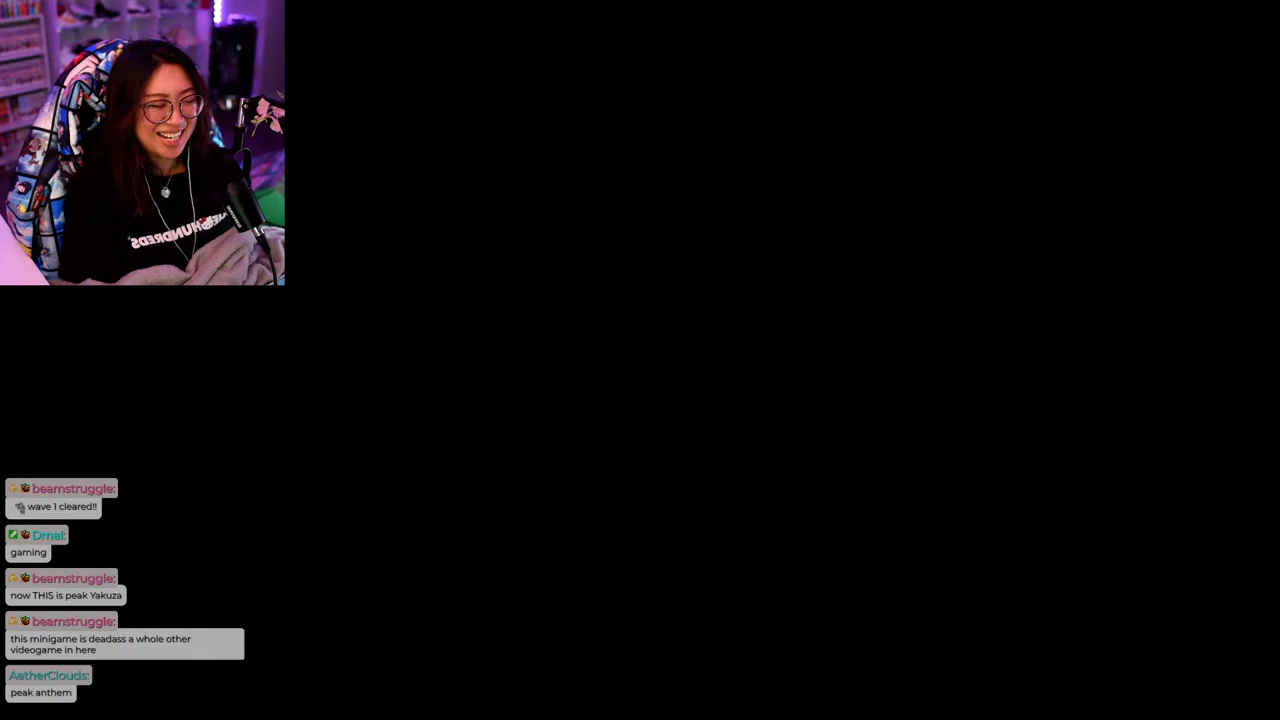 HUNDREDS
beamstruggle:
wave 1 cleared!!
Dmal:
gaming
beamstruggle:
now THIS is peak Yakuza
beamstruggle:
this minigame is deadass a whole other
videogame in here
AetherClouds:
peak anthem